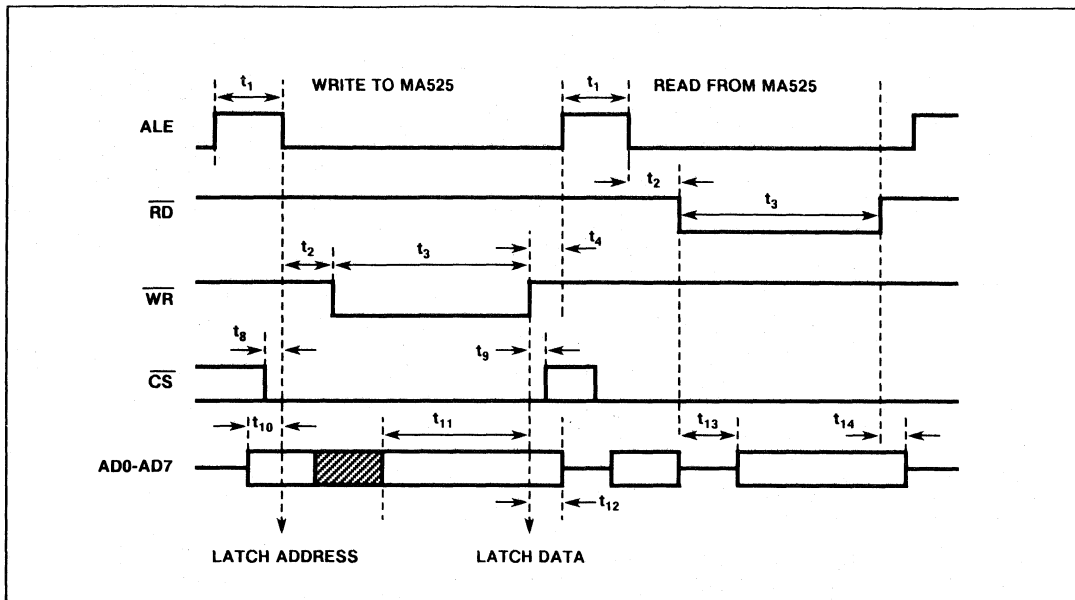 t1 WRITE TO MA525 t1 READ FROM MA525
ALE
t2
RD t3
t4
t2 t3
WR
t8
t9
CS
t10 t11 t13 t14
AD0-AD7
t12
LATCH ADDRESS LATCH DATA